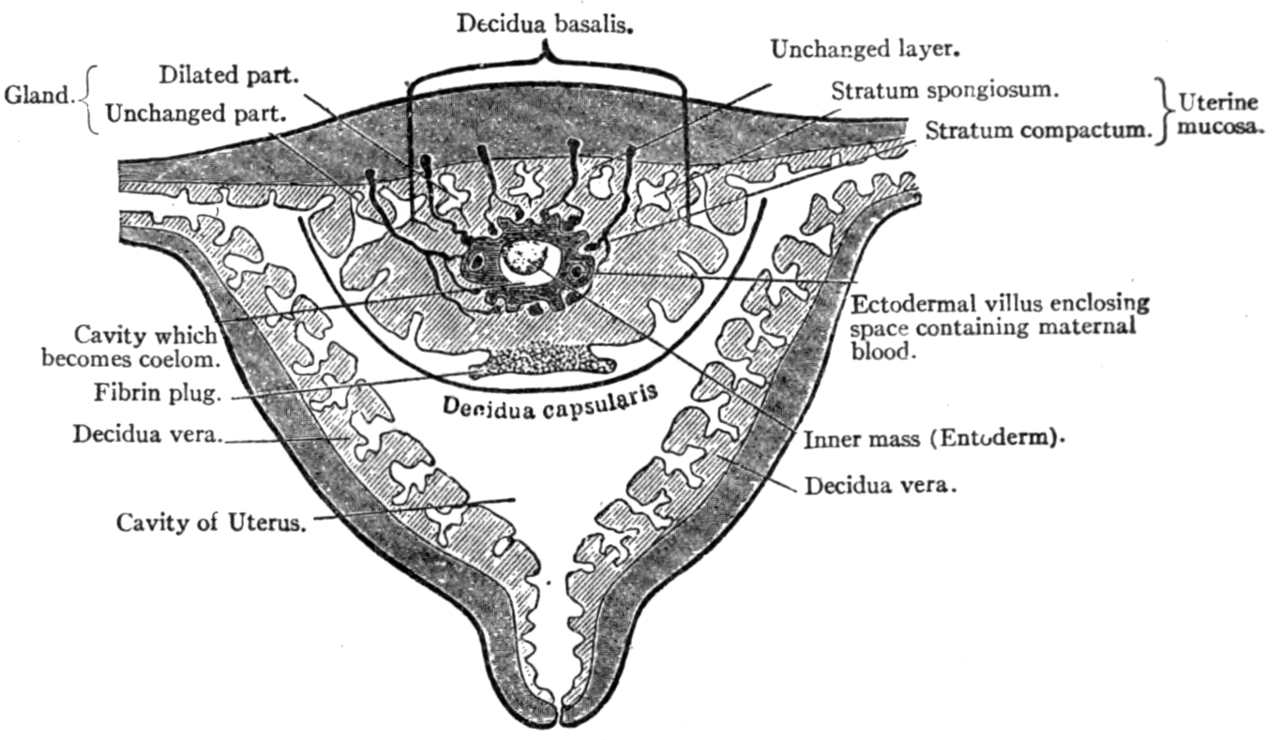 Decidua basalis.
Unchanged layer.
Dilated part.
Gland.
Unchanged part.
Stratum spongiosum.
Stratum compactum.
Uterine
mucosa.
Cavity which
becomes coelom.
Ectodermal villus enclosing
space containing maternal
blood.
Fibrin plug.
Decidua capsularis
Decidua vera.
Inner mass (Entoderm).
Decidua vera.
Cavity of Uterus.